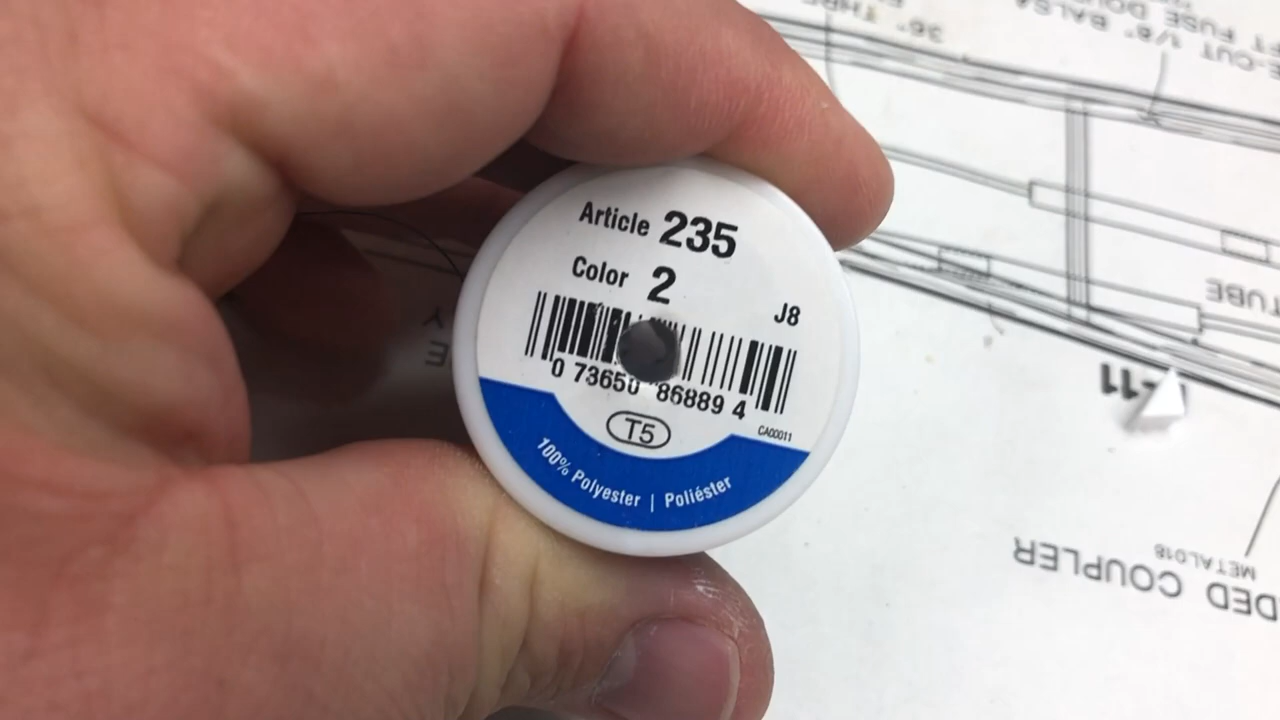 Article 235
Color 2
J8
0 73650 86889 4
T5
CA00011
100% Polyester | Poliéster
36" THRE
E-CUT 1/8" BALSA
FT FUSE DOU
TUBE
-11
DED COUPLER
METAL018